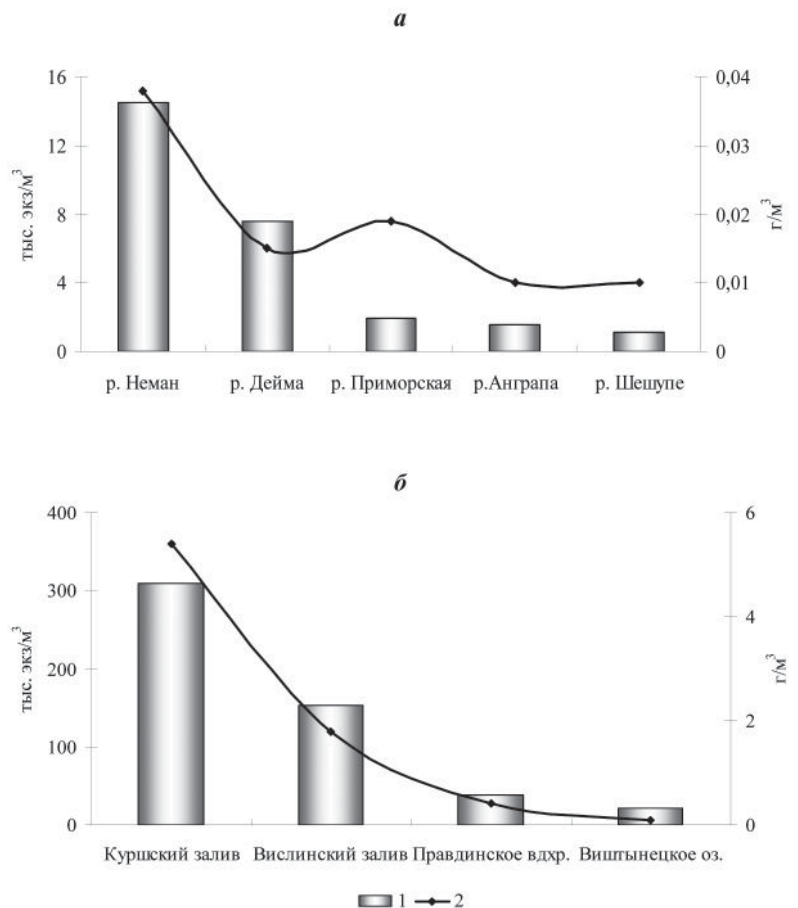 а
16
12
8
4
0
тыс. экз/м³
0,04
0,03
0,02
0,01
0
г/м³
р. Неман р. Дейма р. Приморская р.Анграпа р. Шешупе
б
400
300
200
100
0
тыс. экз/м³
6
4
2
0
г/м³
Куршский залив Вислинский залив Правдинское вдхр. Виштынецкое оз.
1 2